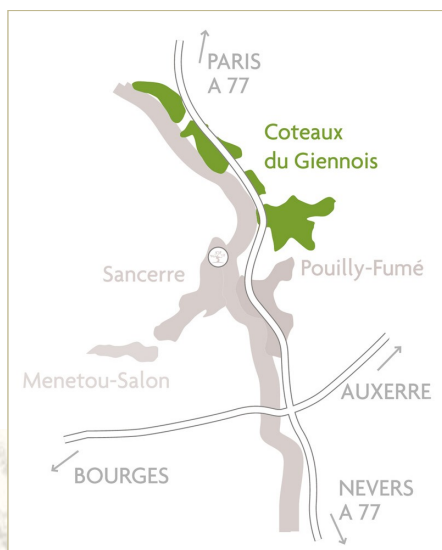 PARIS
A 77
Coteaux
du Giennois
Sancerre
Pouilly-Fumé
Menetou-Salon
AUXERRE
BOURGES
NEVERS
A 77